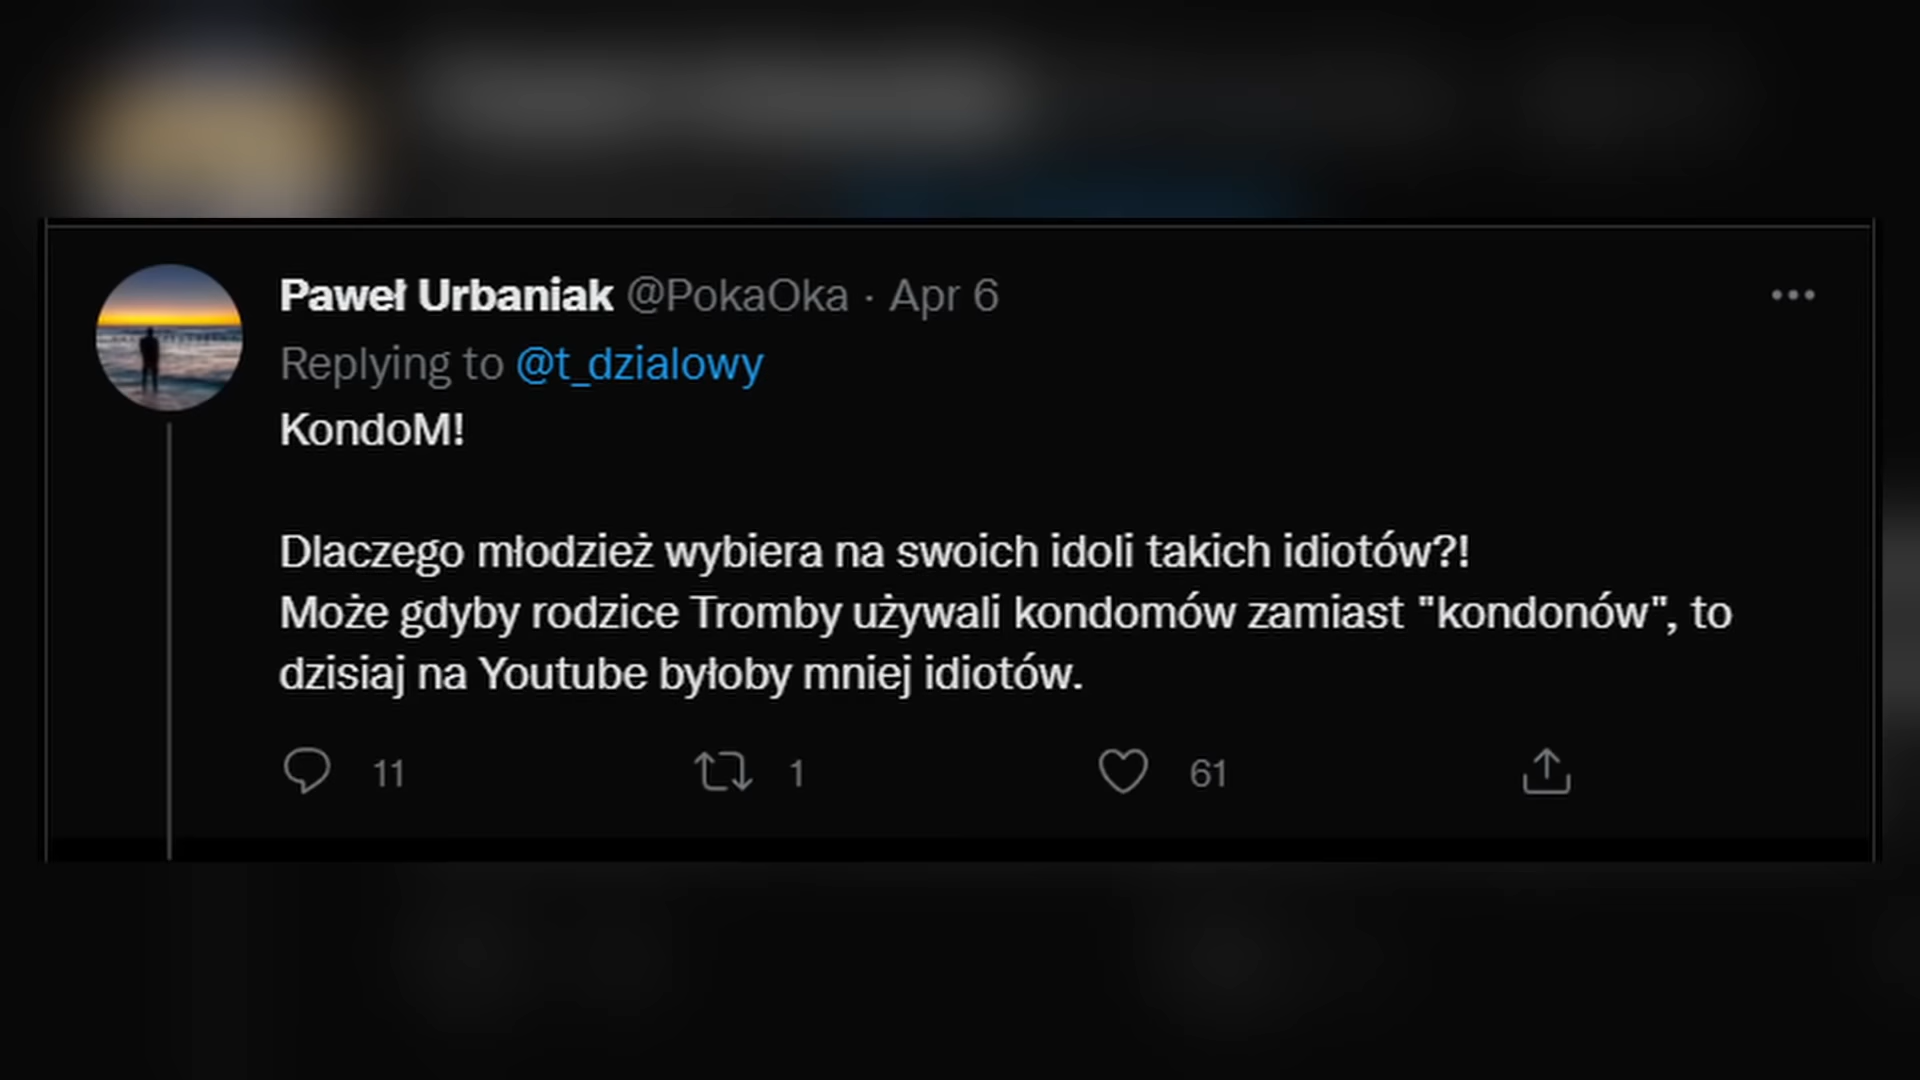 Paweł Urbaniak @PokaOka · Apr 6
Replying to @t_dzialowy
KondoM!
Dlaczego młodzież wybiera na swoich idoli takich idiotów?!
Może gdyby rodzice Tromby używali kondomów zamiast "kondonów", to
dzisiaj na Youtube byłoby mniej idiotów.
11 1 61